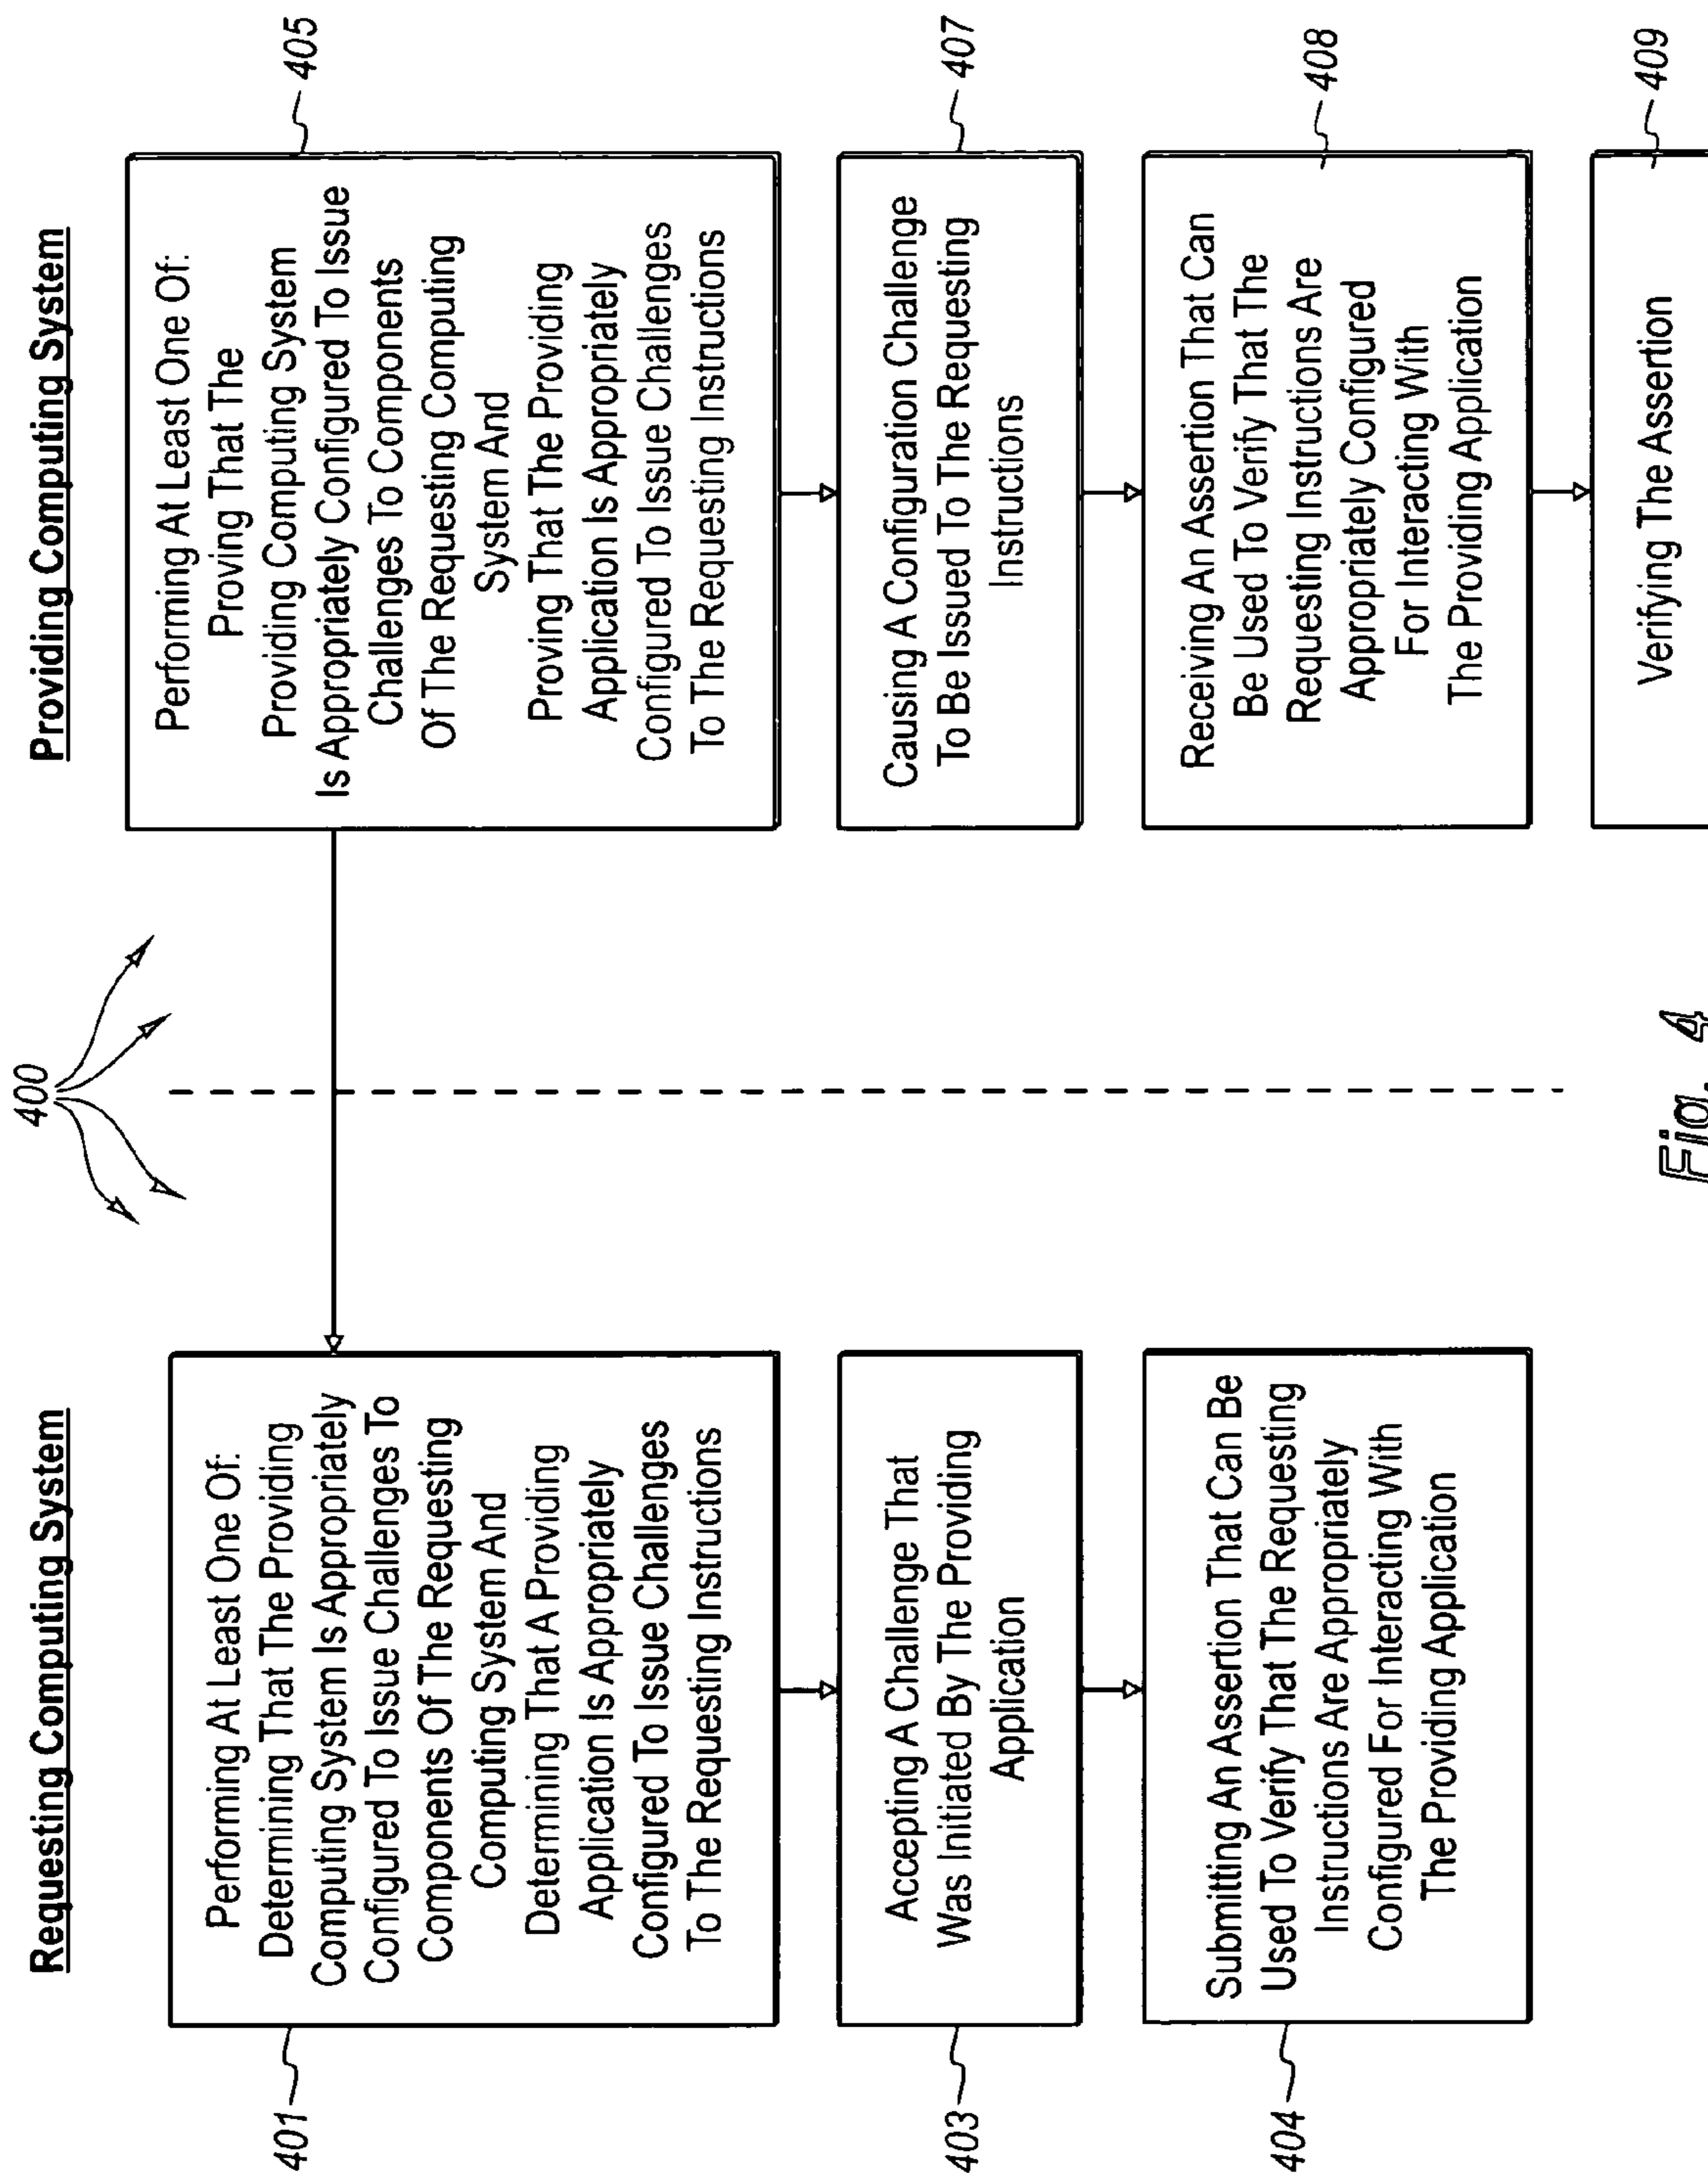 400
Requesting Computing System
401
Performing At Least One Of:
Determining That The Providing
Computing System Is Appropriately
Configured To Issue Challenges To
Components Of The Requesting
Computing System And
Determining That A Providing
Application Is Appropriately
Configured To Issue Challenges
To The Requesting Instructions
403
Accepting A Challenge That
Was Initiated By The Providing
Application
404
Submitting An Assertion That Can Be
Used To Verify That The Requesting
Instructions Are Appropriately
Configured For Interacting With
The Providing Application
Providing Computing System
405
Performing At Least One Of:
Proving That The
Providing Computing System
Is Appropriately Configured To Issue
Challenges To Components
Of The Requesting Computing
System And
Proving That The Providing
Application Is Appropriately
Configured To Issue Challenges
To The Requesting Instructions
407
Causing A Configuration Challenge
To Be Issued To The Requesting
Instructions
408
Receiving An Assertion That Can
Be Used To Verify That The
Requesting Instructions Are
Appropriately Configured
For Interacting With
The Providing Application
409
Verifying The Assertion
Fig. 4